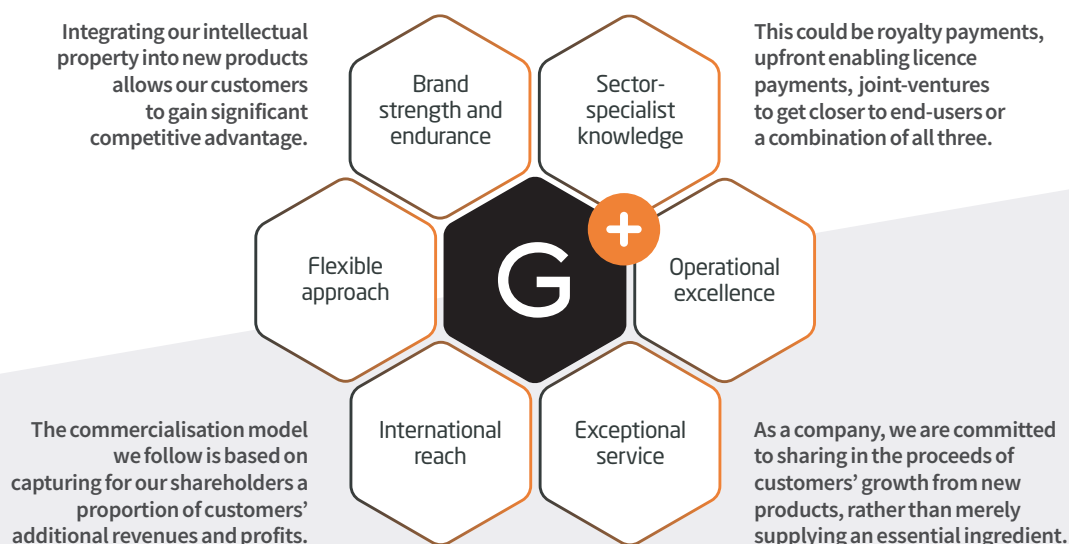 Integrating our intellectual
property into new products
allows our customers
to gain significant
competitive advantage.
Brand
strength and
endurance
Sector-
specialist
knowledge
This could be royalty payments,
upfront enabling licence
payments, joint-ventures
to get closer to end-users or
a combination of all three.
Flexible
approach
G
+
Operational
excellence
The commercialisation model
we follow is based on
capturing for our shareholders a
proportion of customers’
additional revenues and profits.
International
reach
Exceptional
service
As a company, we are committed
to sharing in the proceeds of
customers’ growth from new
products, rather than merely
supplying an essential ingredient.